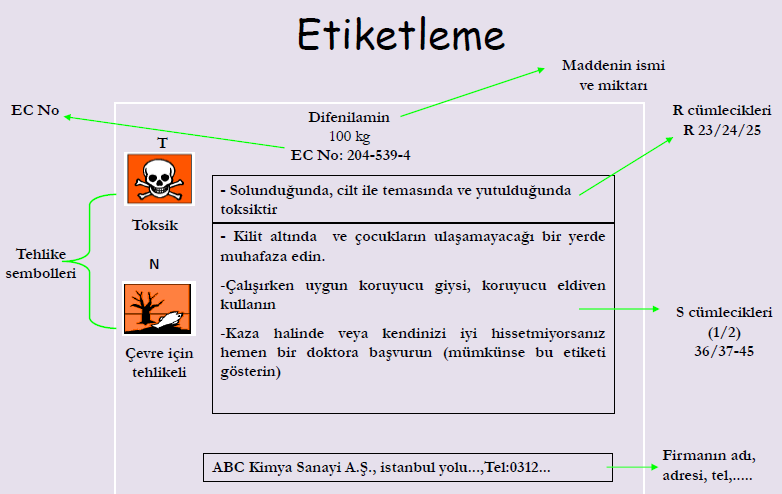 Etiketleme
Maddenin ismi
ve miktarı
EC No
R cümlecikleri
R 23/24/25
Difenilamin
100 kg
EC No: 204-539-4
T
Toksik
- Solunduğunda, cilt ile temasında ve yutulduğunda
toksiktir
Tehlike
sembolleri
N
Çevre için
tehlikeli
- Kilit altında ve çocukların ulaşamayacağı bir yerde
muhafaza edin.
-Çalışırken uygun koruyucu giysi, koruyucu eldiven
kullanın
-Kaza halinde veya kendinizi iyi hissetmiyorsanız
hemen bir doktora başvurun (mümkünse bu etiketi
gösterin)
S cümlecikleri
(1/2)
36/37-45
ABC Kimya Sanayi A.Ş., istanbul yolu...,Tel:0312...
Firmanın adı,
adresi, tel,.....